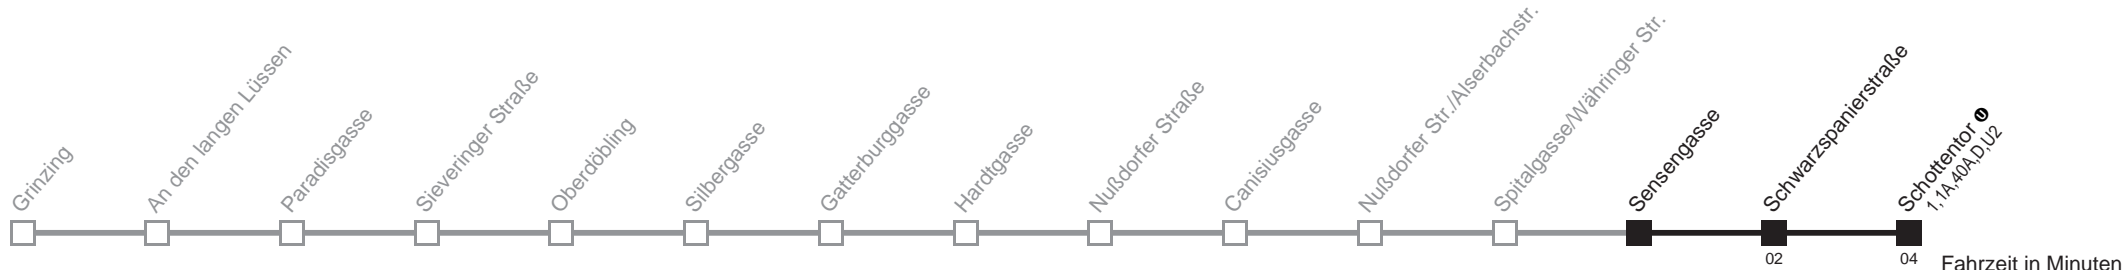 Grinzing
An den langen Lüssen
Paradisgasse
Sieveringer Straße
Oberdöbling
Silbergasse
Gatterburggasse
Hardtgasse
Nußdorfer Straße
Canisiusgasse
Nußdorfer Str./Alserbachstr.
Spitalgasse/Währinger Str.
Sensengasse
Schwarzspanierstraße
Schottentor U
1, 1A,40A,D,U2
02
04
Fahrzeit in Minuten